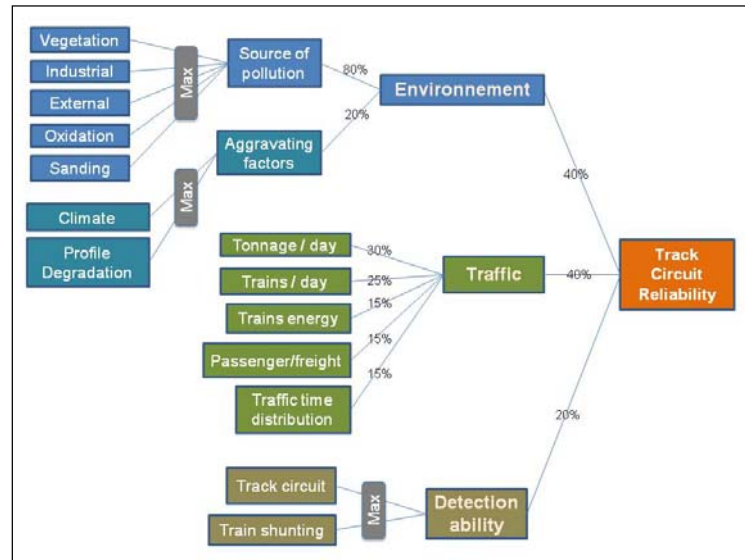 Vegetation
Industrial
External
Oxidation
Sanding
Max
Source of
pollution
80%
Environnement
20%
Aggravating
factors
Max
Climate
Profile
Degradation
40%
Tonnage / day
30%
Trains / day
25%
Trains energy
15%
Passenger/freight
15%
Traffic time
distribution
15%
Traffic
40%
Track
Circuit
Reliability
20%
Track circuit
Train shunting
Max
Detection
ability